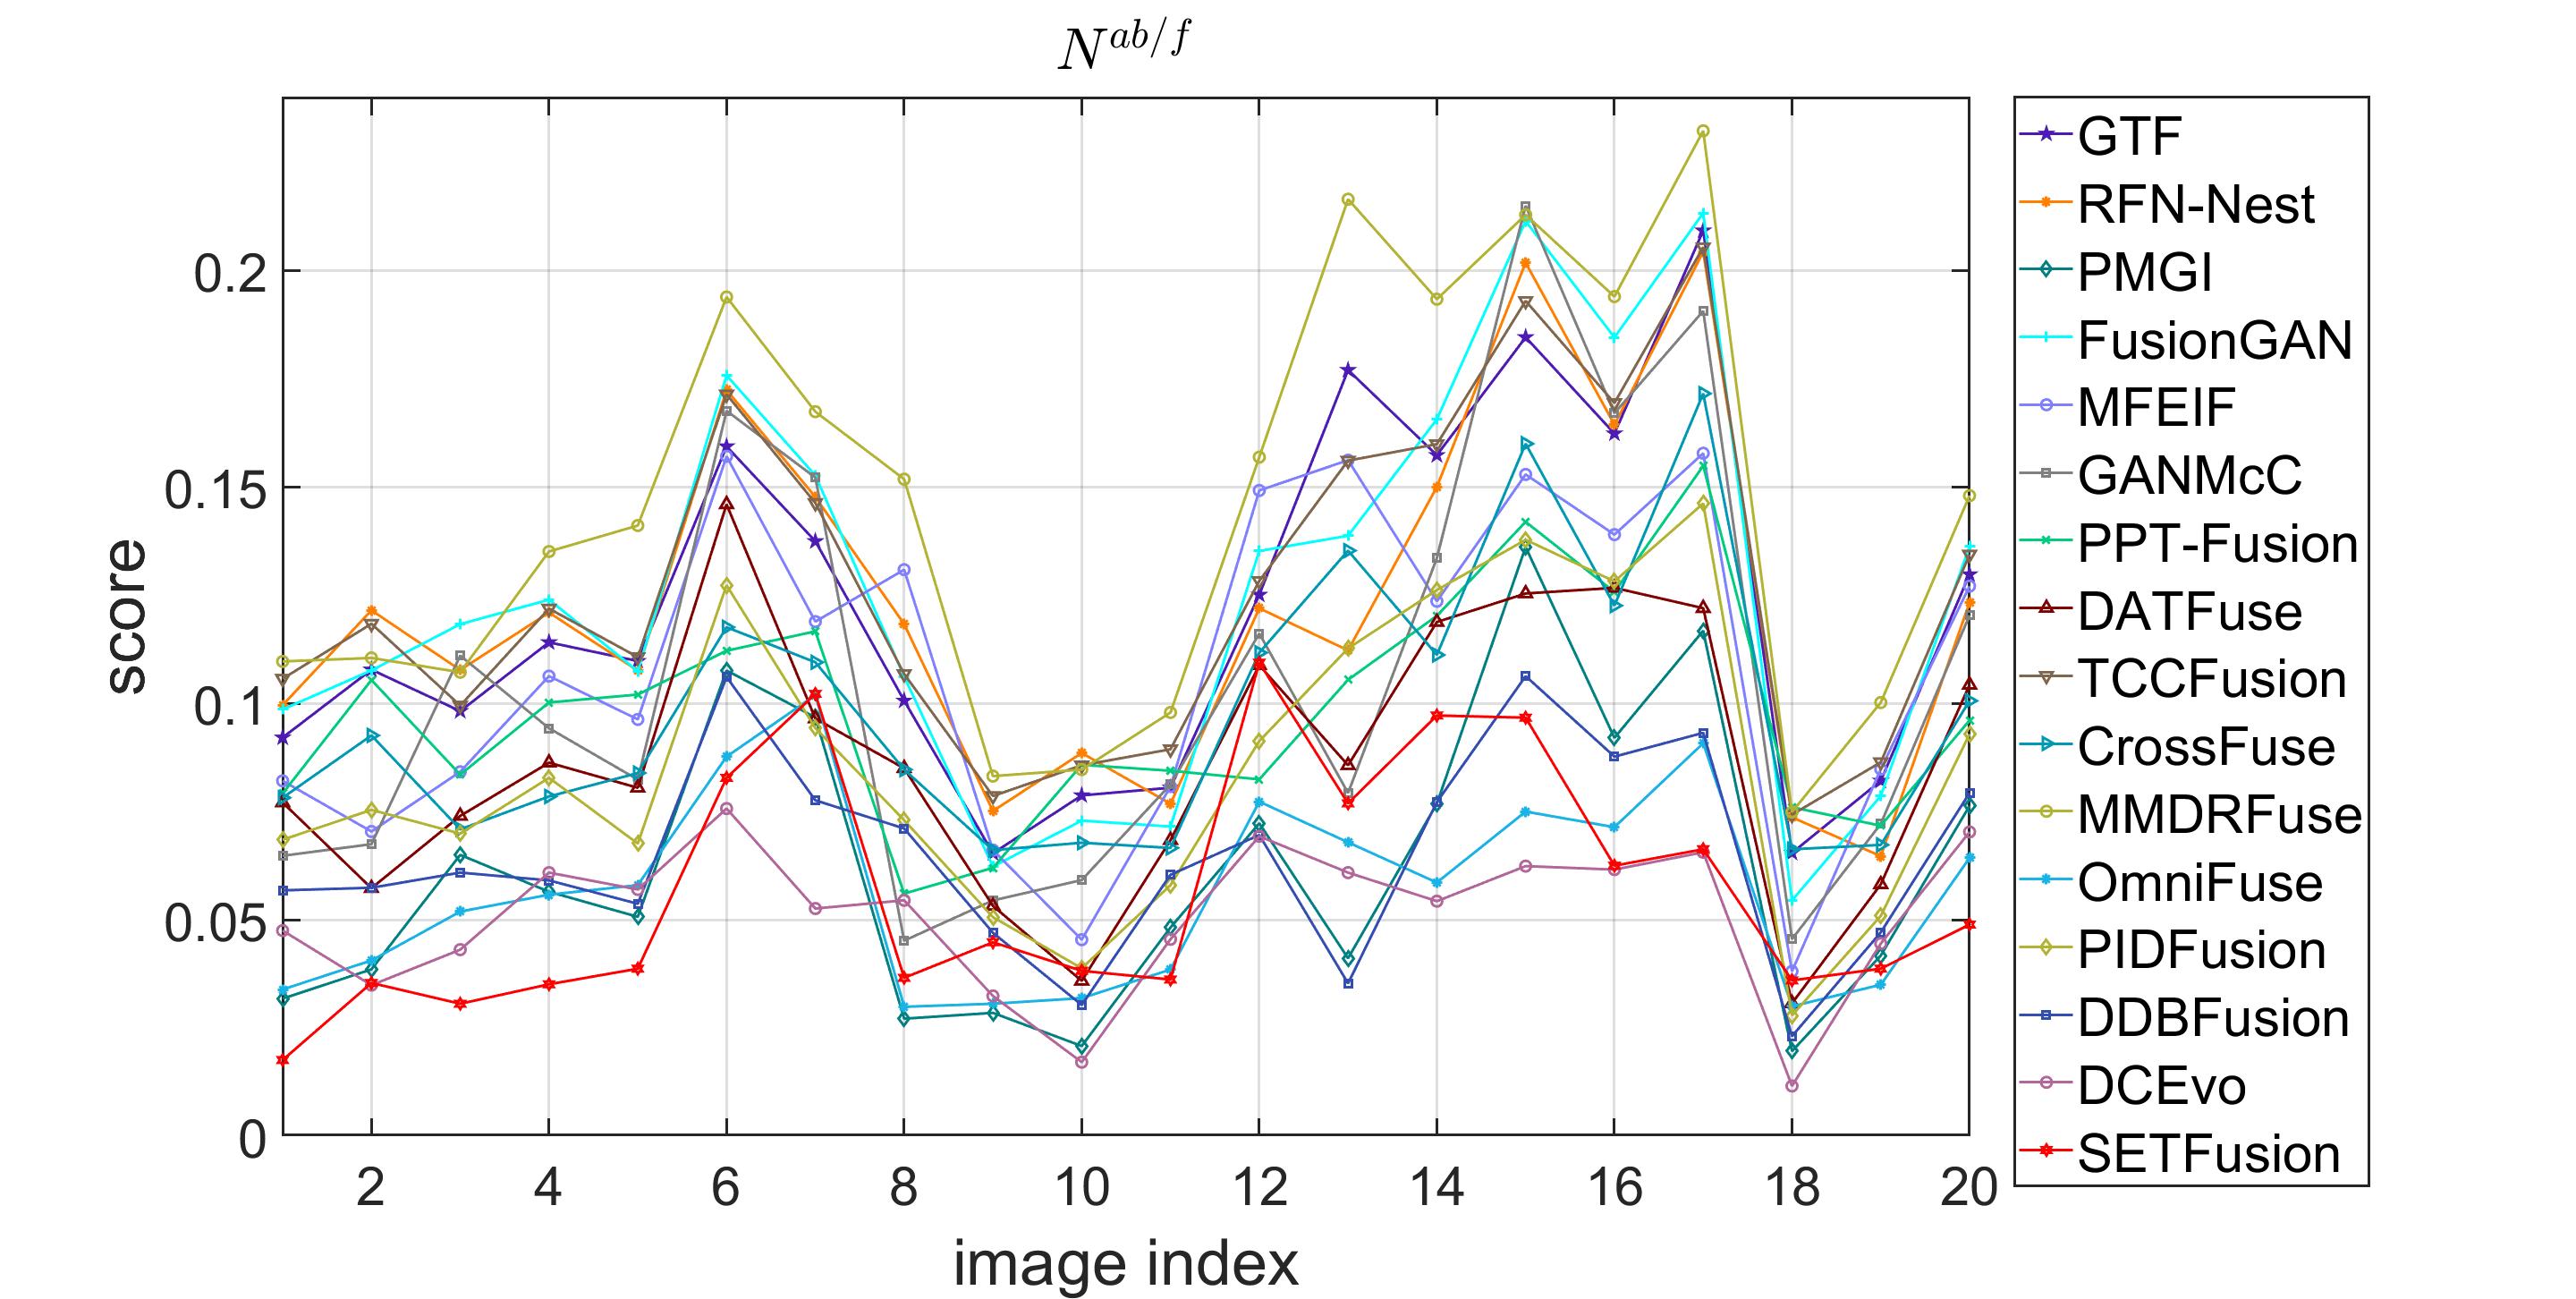 N^{ab/f}
0.2
0.15
0.1
0.05
0
score
2 4 6 8 10 12 14 16 18 20
image index
GTF
RFN-Nest
PMGI
FusionGAN
MFEIF
GANMcC
PPT-Fusion
DATFuse
TCCFusion
CrossFuse
MMDRFuse
OmniFuse
PIDFusion
DDBFusion
DCEvo
SETFusion